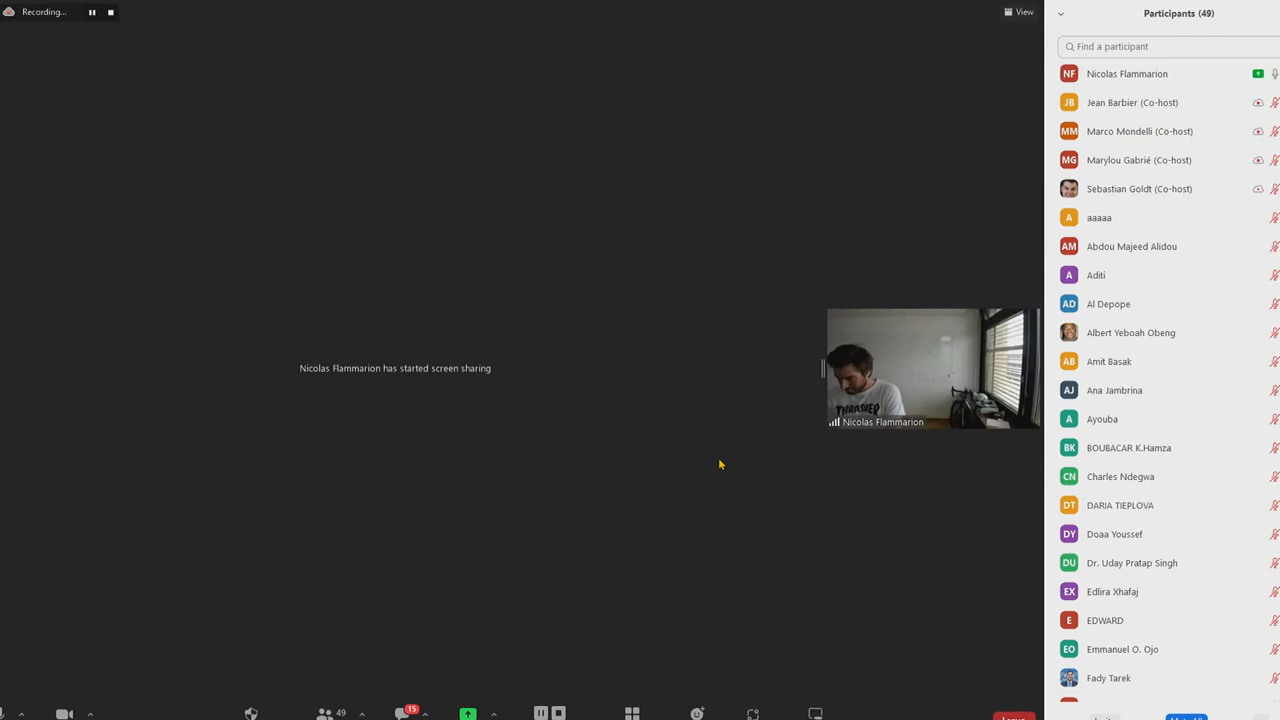 Recording...
View
Participants (49)
Find a participant
NF Nicolas Flammarion
JB Jean Barbier (Co-host)
MM Marco Mondelli (Co-host)
MG Marylou Gabrié (Co-host)
Sebastian Goldt (Co-host)
A aaaaa
AM Abdou Majeed Alidou
A Aditi
AD Al Depope
Albert Yeboah Obeng
AB Amit Basak
Ana Jambrina
A Ayouba
BK BOUBACAR K.Hamza
CN Charles Ndegwa
DT DARIA TIEPLOVA
DY Doaa Youssef
DU Dr. Uday Pratap Singh
EX Edlira Xhafaj
E EDWARD
EO Emmanuel O. Ojo
Fady Tarek
Nicolas Flammarion has started screen sharing
THRASHER
Nicolas Flammarion
49
15